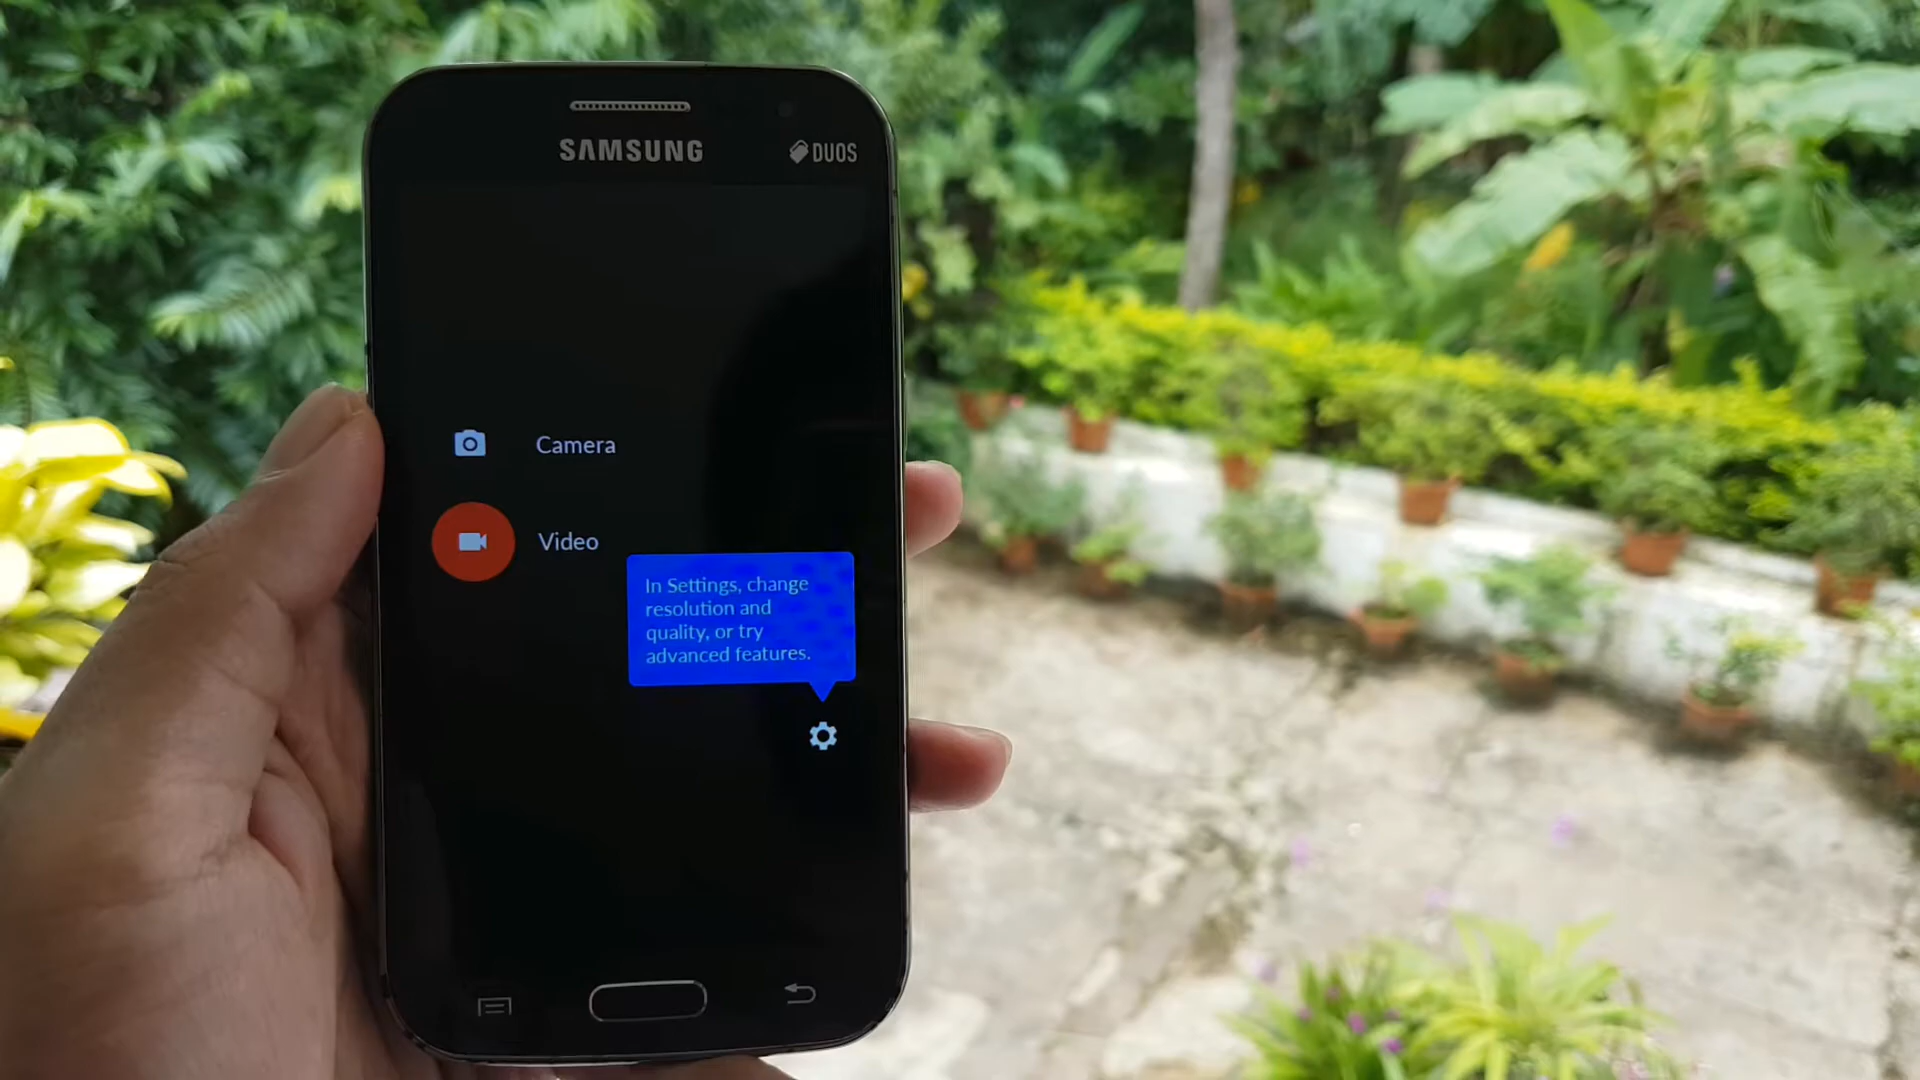 SAMSUNG
DUOS
Camera
Video
In Settings, change
resolution and
quality, or try
advanced features.